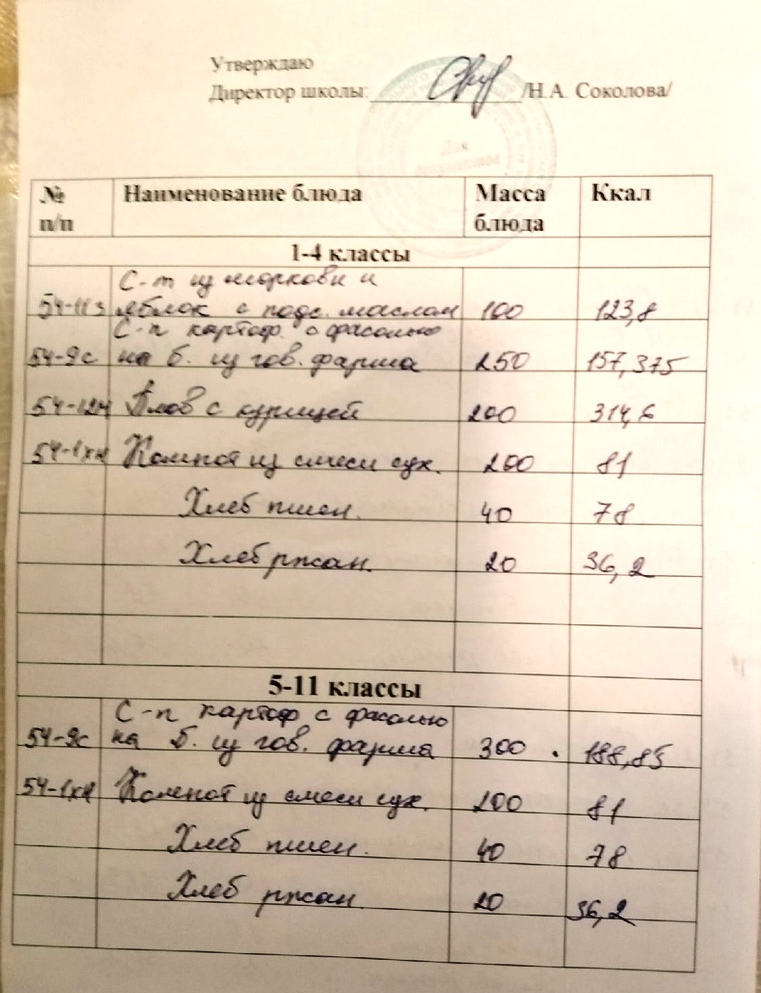 Утверждаю
Директор школы: /Н.А. Соколова/
Для
документов
№ п/п Наименование блюда Масса блюда Ккал
1-4 классы
С-т из моркови и
54-11з яблок с подс. маслом 100 123,8
С-п картоф. с фасолью
54-9с на б. из гов. фарша 250 157,375
54-12м Плов с курицей 200 314,6
54-1хн Компот из смеси сух. 200 81
Хлеб пшен. 40 78
Хлеб ржан. 20 36,2
5-11 классы
С-п картоф с фасолью
54-9с на б. из гов. фарша 300 188,85
54-1хн Компот из смеси сух. 200 81
Хлеб пшен. 40 78
Хлеб ржан 20 36,2